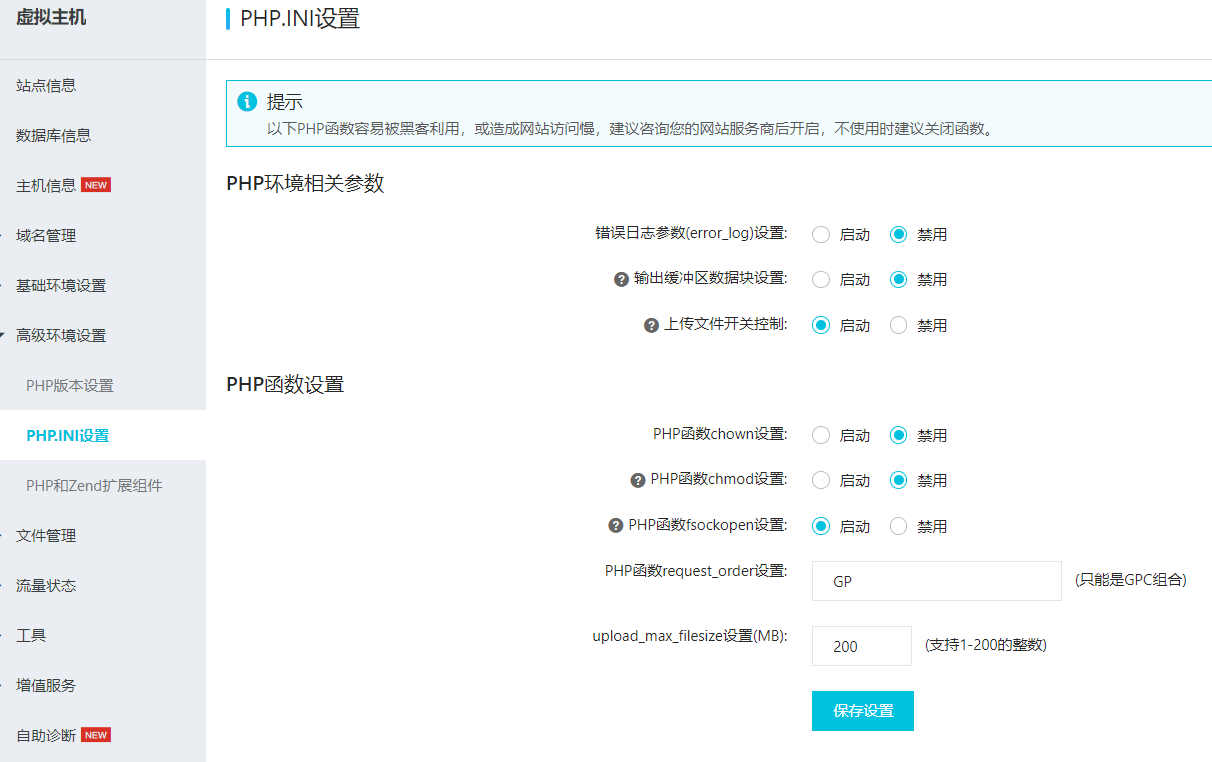 虚拟主机
站点信息
数据库信息
主机信息 NEW
域名管理
基础环境设置
高级环境设置
PHP版本设置
PHP.INI设置
PHP和Zend扩展组件
文件管理
流量状态
工具
增值服务
自助诊断 NEW
PHP.INI设置
提示
以下PHP函数容易被黑客利用，或造成网站访问慢，建议咨询您的网站服务商后开启，不使用时建议关闭函数。
PHP环境相关参数
错误日志参数(error_log)设置: 启动 禁用
? 输出缓冲区数据块设置: 启动 禁用
? 上传文件开关控制: 启动 禁用
PHP函数设置
PHP函数chown设置: 启动 禁用
? PHP函数chmod设置: 启动 禁用
? PHP函数fsockopen设置: 启动 禁用
PHP函数request_order设置: GP (只能是GPC组合)
upload_max_filesize设置(MB): 200 (支持1-200的整数)
保存设置